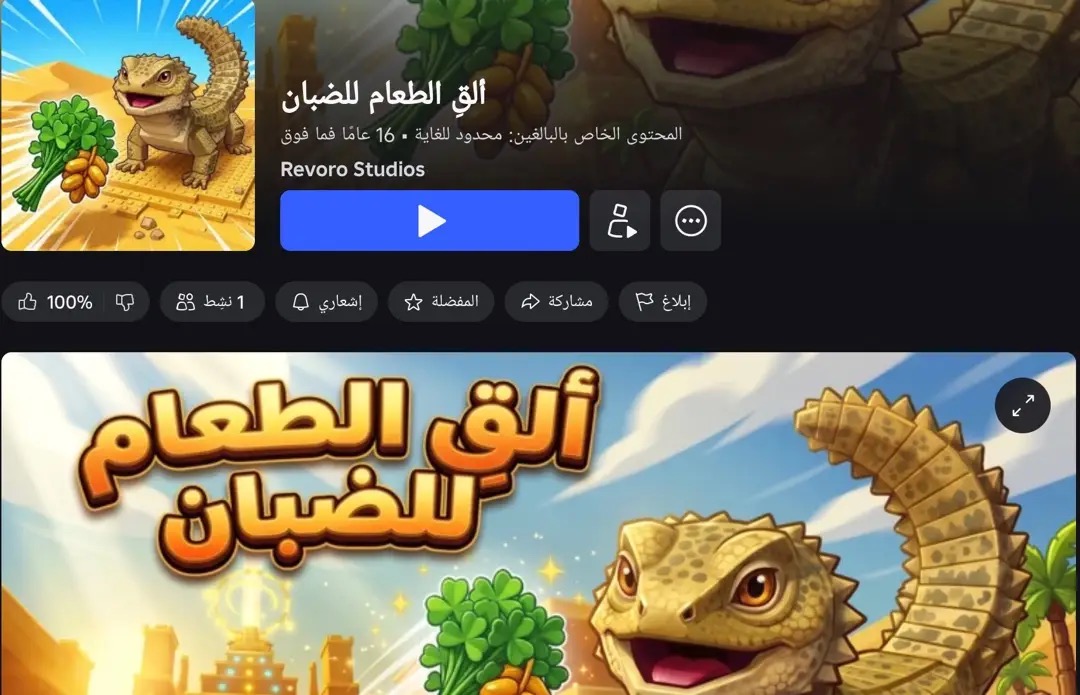 ألقِ الطعام للضبان
المحتوى الخاص بالبالغين: محدود للغاية • 16 عامًا فما فوق
Revoro Studios
100%
1 نشِط
إشعاري
المفضلة
مشاركة
إبلاغ
ألقِ الطعام
للضبان